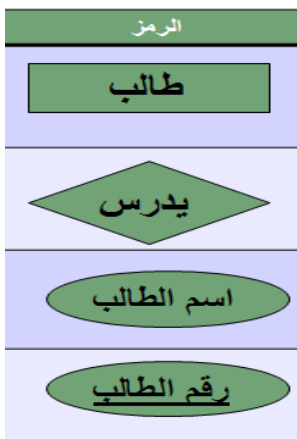 الرمز
طالب
يدرس
اسم الطالب
رقم الطالب